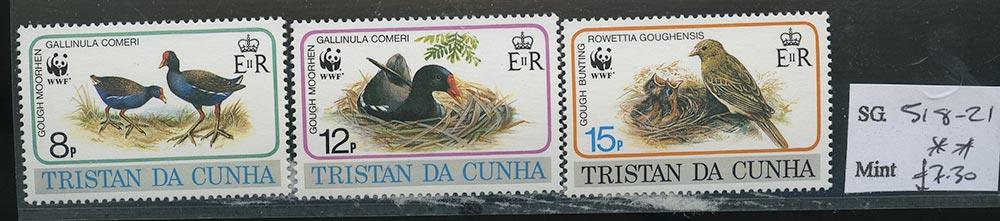 GOUGH MOORHEN
GALLINULA COMERI
WWF
EIIR
8p
TRISTAN DA CUNHA
GOUGH MOORHEN
GALLINULA COMERI
WWF
EIIR
12p
TRISTAN DA CUNHA
GOUGH BUNTING
ROWETTIA GOUGHENSIS
WWF
EIIR
15p
TRISTAN DA CUNHA
SG 518-21
**
Mint £7.30